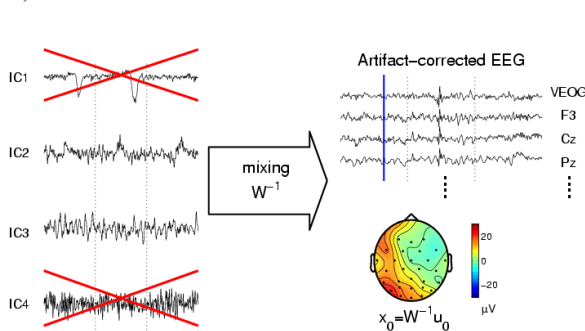 Artifact-corrected EEG
IC1
IC2
IC3
IC4
mixing
W⁻¹
VEOG
F3
Cz
Pz
20
0
-20
μV
x₀=W⁻¹u₀